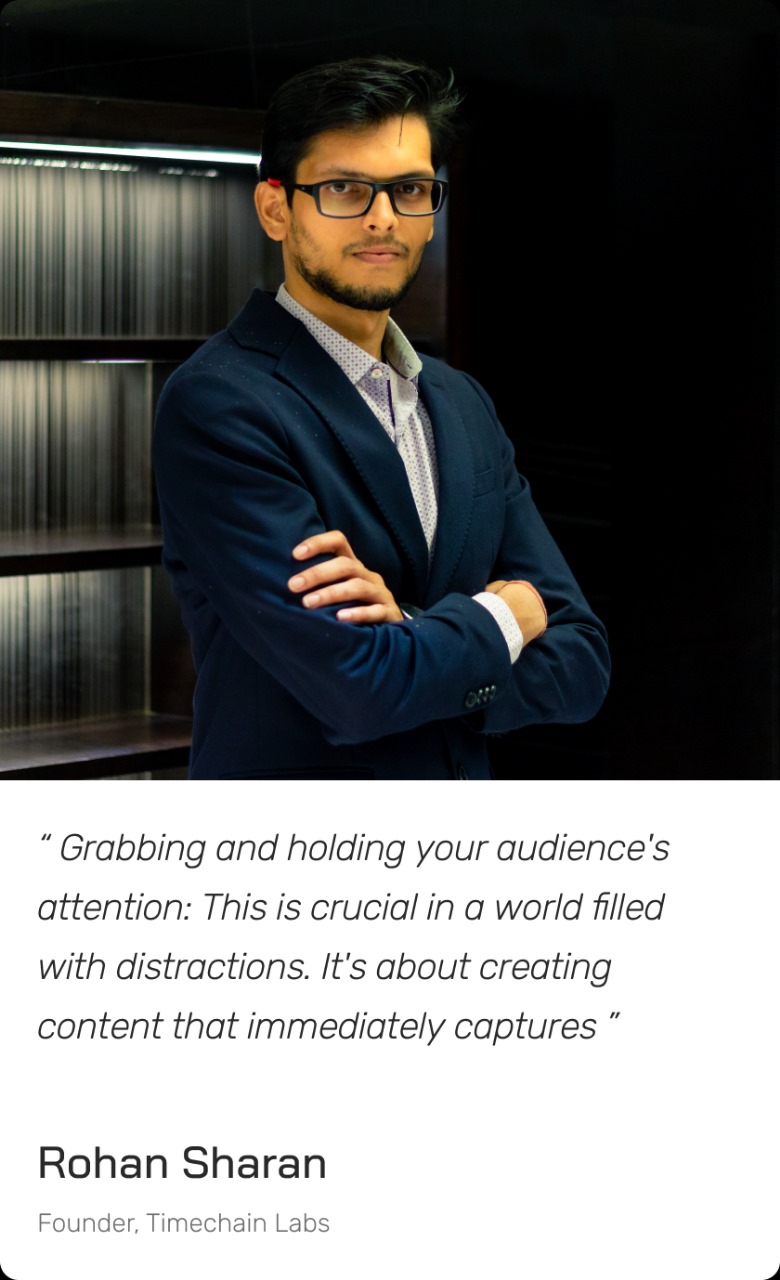 “ Grabbing and holding your audience's
attention: This is crucial in a world filled
with distractions. It's about creating
content that immediately captures ”
Rohan Sharan
Founder, Timechain Labs